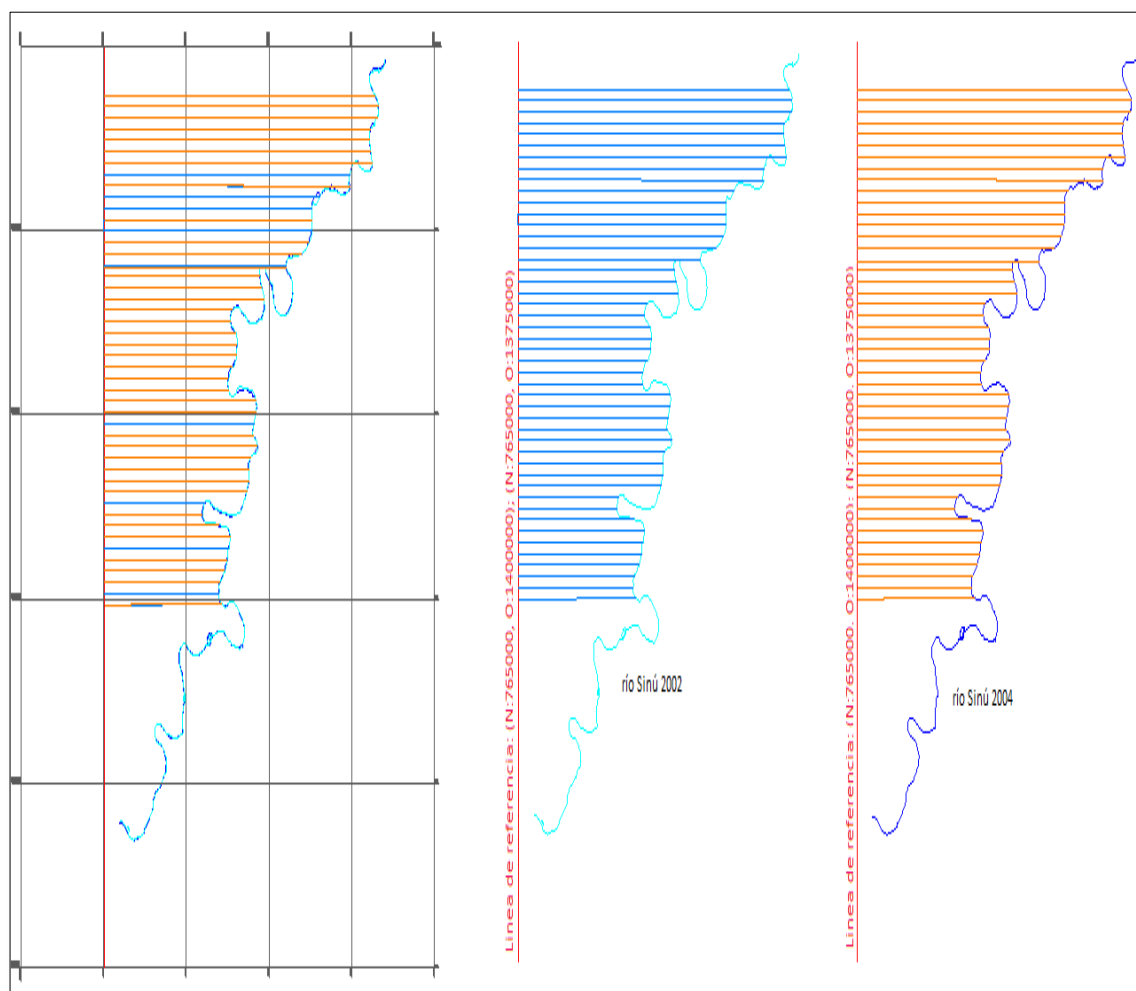 Linea de referencia: (N:765000, O:1400000); (N:765000, O:1375000)
río Sinú 2002
Linea de referencia: (N:765000. O:1400000): (N:765000. O:1375000)
río Sinú 2004